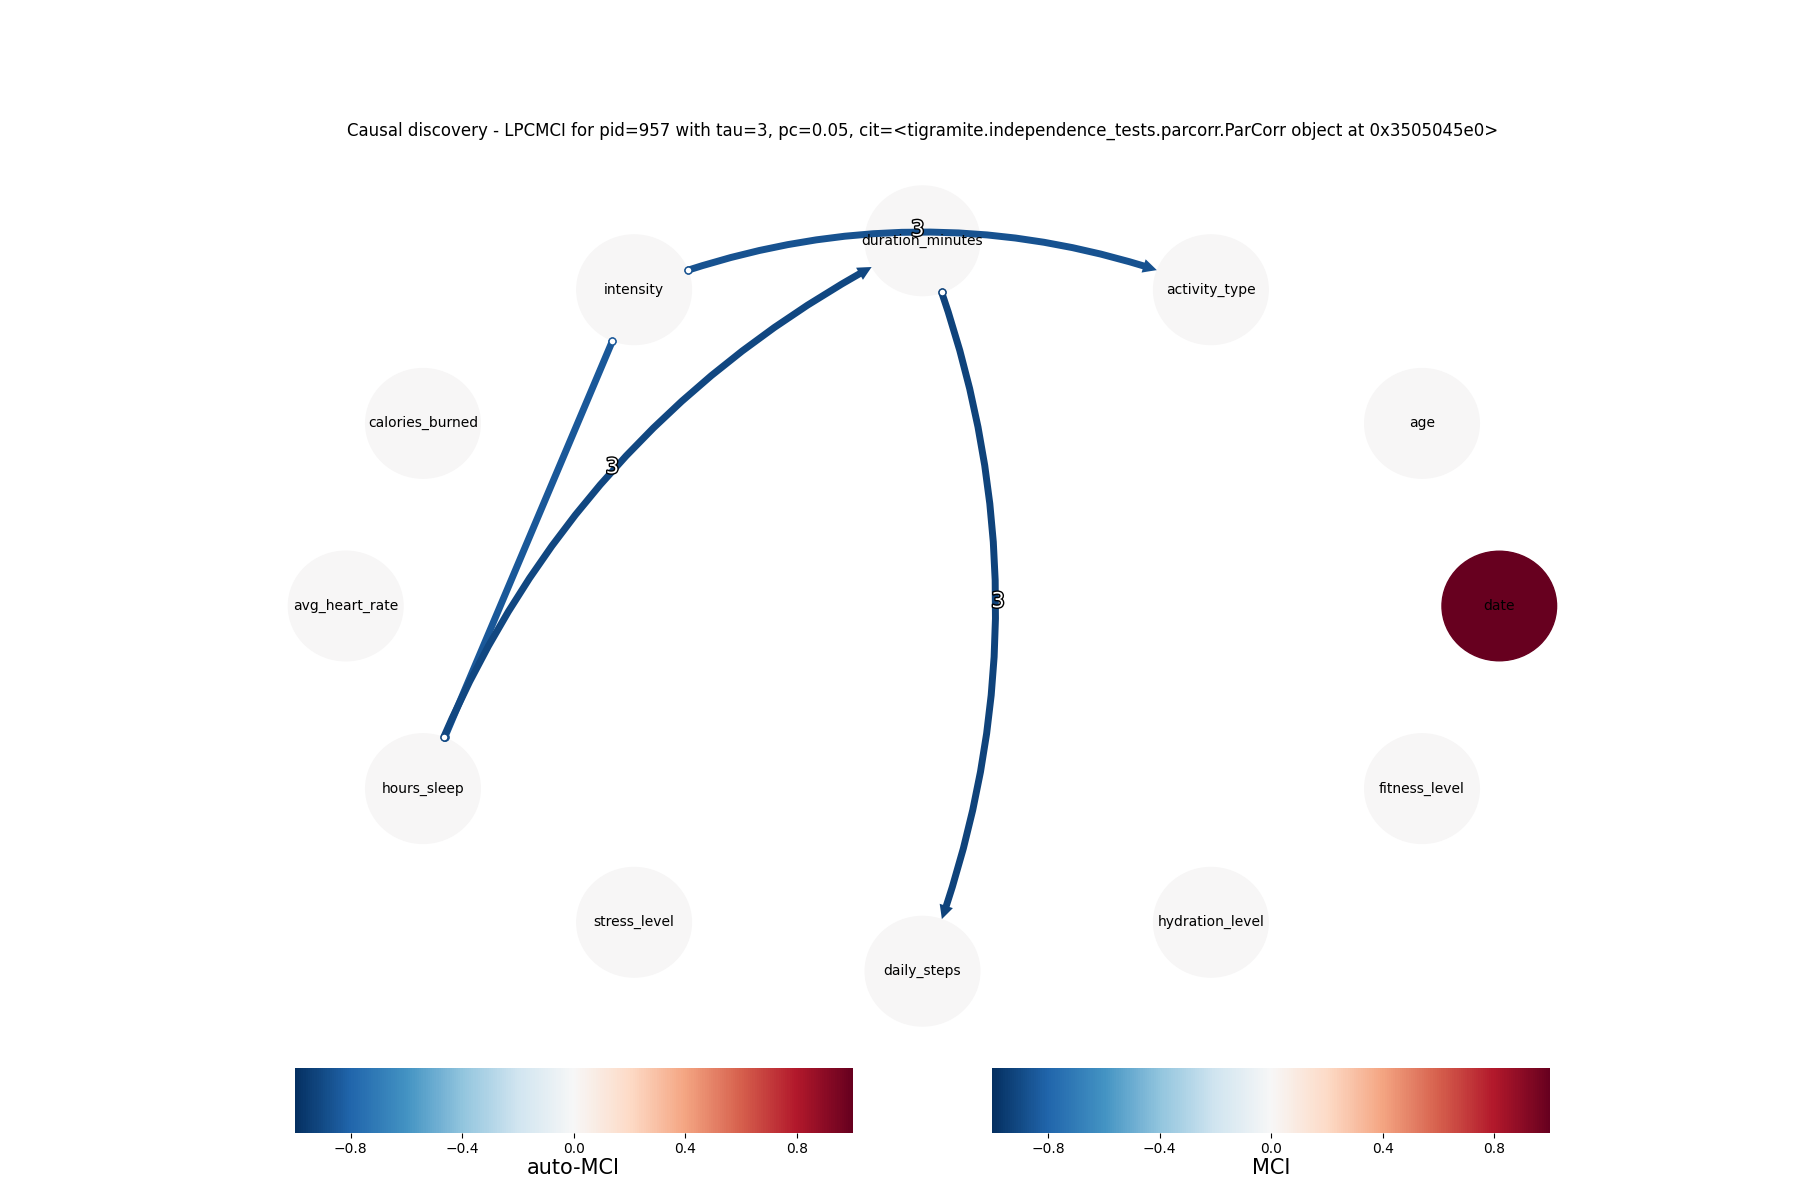 Causal discovery - LPCMCI for pid=957 with tau=3, pc=0.05, cit=<tigramite.independence_tests.parcorr.ParCorr object at 0x3505045e0>
3
duration_minutes
intensity
activity_type
calories_burned
age
3
avg_heart_rate
3
date
hours_sleep
fitness_level
stress_level
hydration_level
daily_steps
−0.8 −0.4 0.0 0.4 0.8
auto-MCI
−0.8 −0.4 0.0 0.4 0.8
MCI